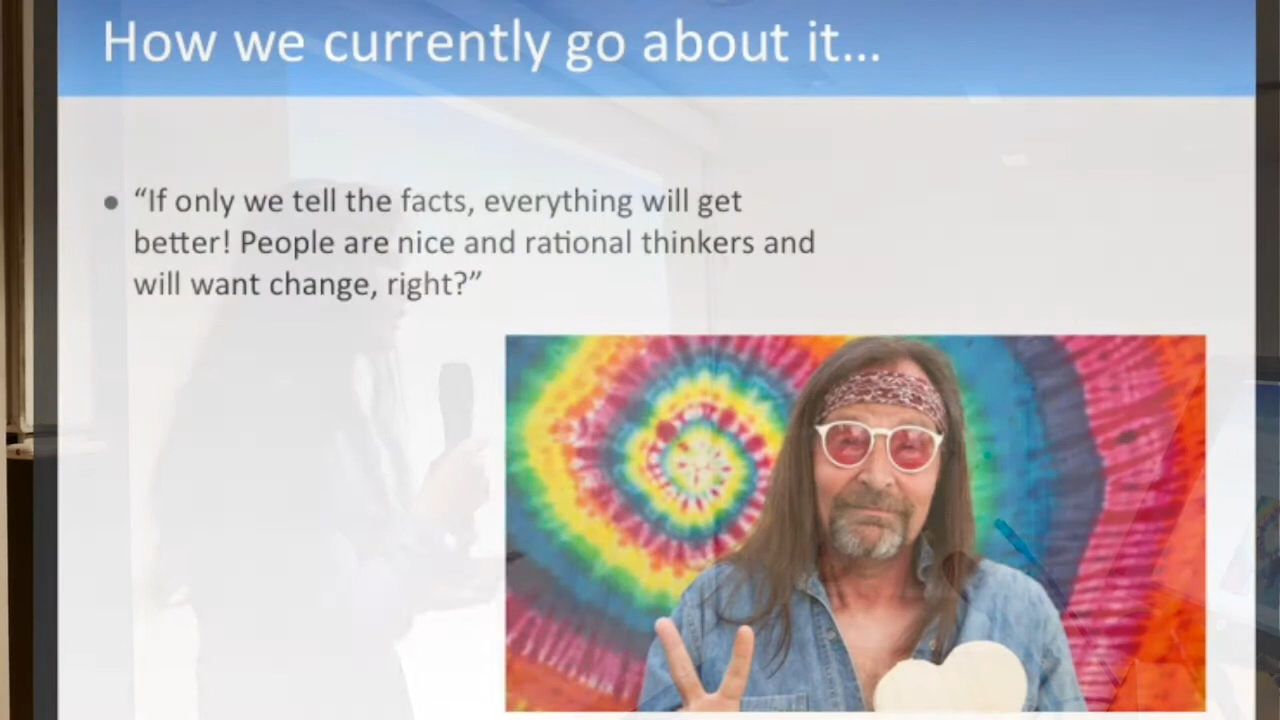 How we currently go about it...
• “If only we tell the facts, everything will get
better! People are nice and rational thinkers and
will want change, right?”